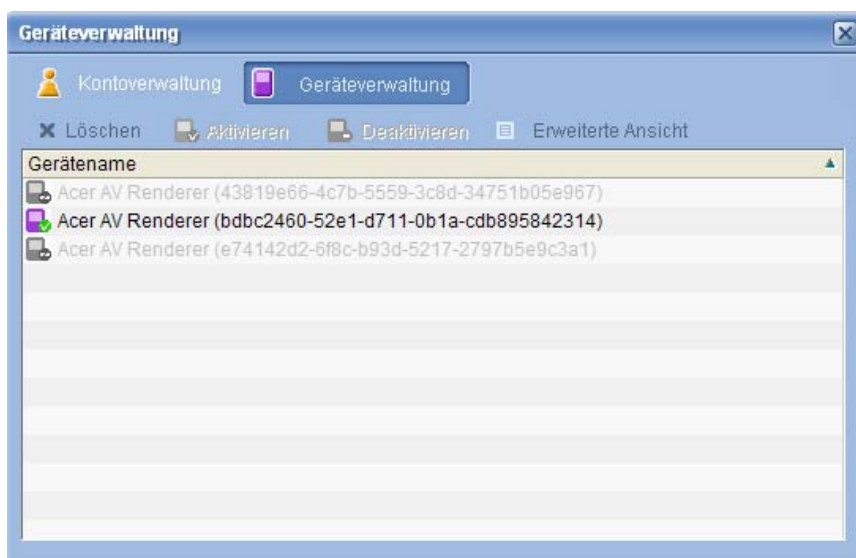 Geräteverwaltung
Kontoverwaltung Geräteverwaltung
Löschen Aktivieren Deaktivieren Erweiterte Ansicht
Gerätename
Acer AV Renderer (43819e66-4c7b-5559-3c8d-34751b05e967)
Acer AV Renderer (bdbc2460-52e1-d711-0b1a-cdb895842314)
Acer AV Renderer (e74142d2-6f8c-b93d-5217-2797b5e9c3a1)